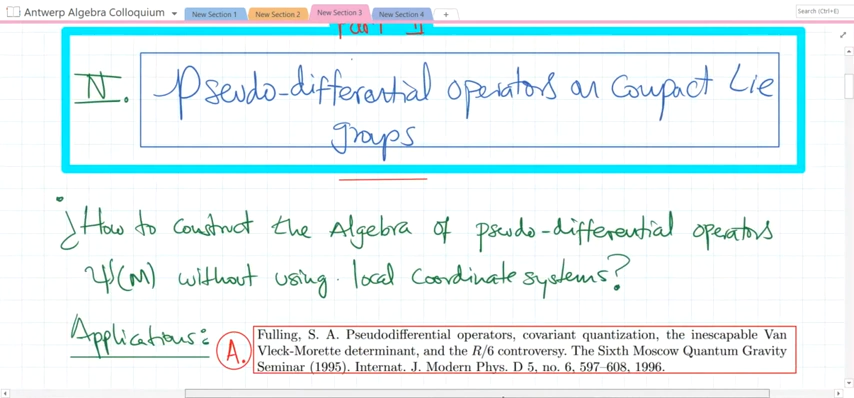 Antwerp Algebra Colloquium
New Section 1 New Section 2 New Section 3 New Section 4 +
Search (Ctrl+E)
Part II
IV. Pseudo-differential operators on Compact Lie
groups
¿How to construct the Algebra of pseudo-differential operators
Ψ(M) without using local coordinate systems?
Applications: A. Fulling, S. A. Pseudodifferential operators, covariant quantization, the inescapable Van
Vleck-Morette determinant, and the R/6 controversy. The Sixth Moscow Quantum Gravity
Seminar (1995). Internat. J. Modern Phys. D 5, no. 6, 597–608, 1996.